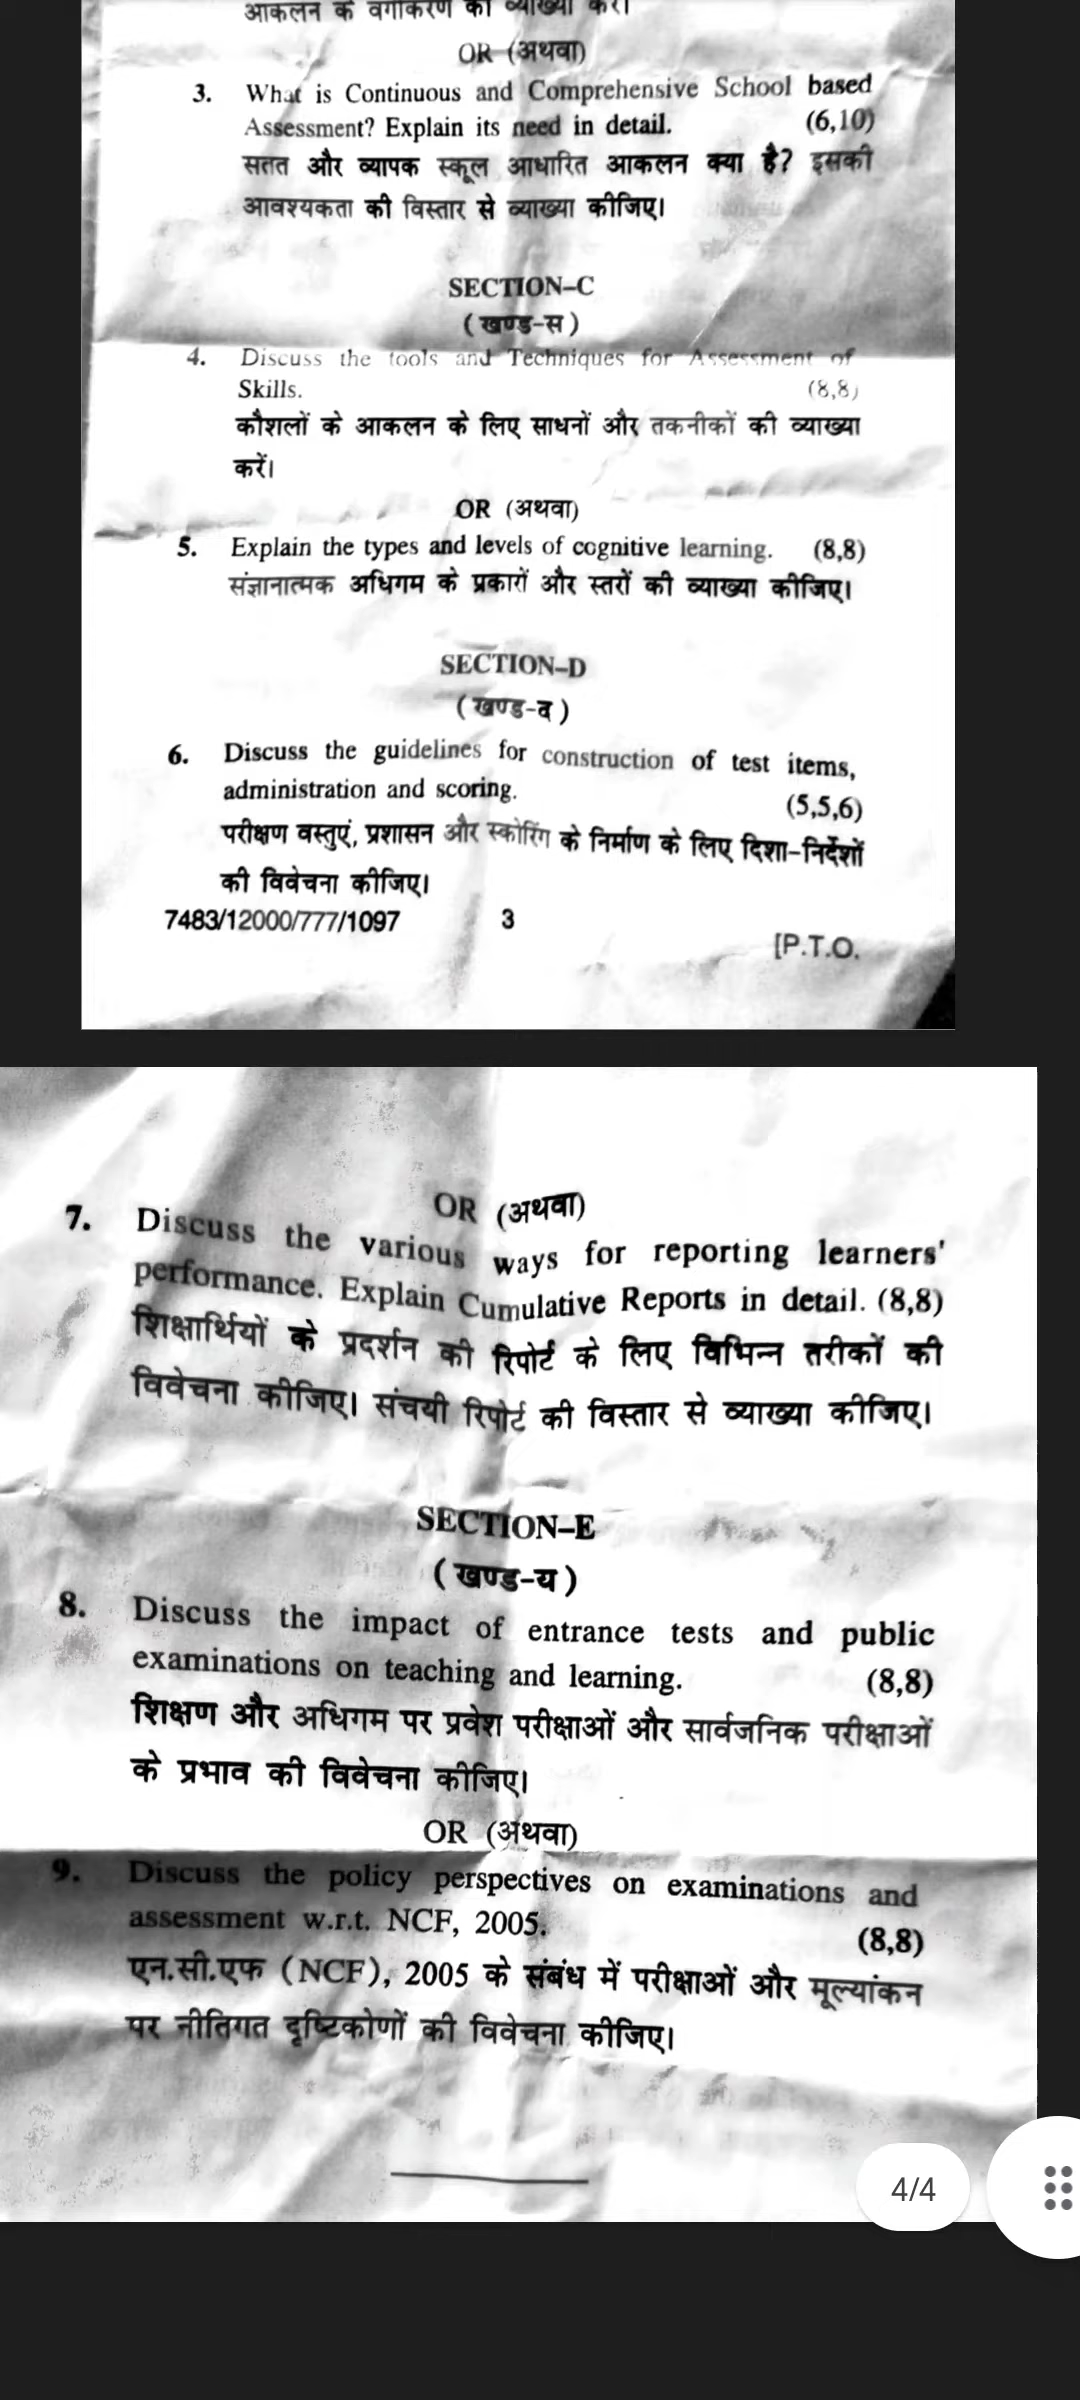 आकलन के वर्गीकरण की व्याख्या करें।
OR (अथवा)
3. What is Continuous and Comprehensive School based
Assessment? Explain its need in detail. (6,10)
सतत और व्यापक स्कूल आधारित आकलन क्या है? इसकी
आवश्यकता की विस्तार से व्याख्या कीजिए।
SECTION–C
(खण्ड-स)
4. Discuss the tools and Techniques for Assessment of
Skills. (8,8)
कौशलों के आकलन के लिए साधनों और तकनीकों की व्याख्या
करें।
OR (अथवा)
5. Explain the types and levels of cognitive learning. (8,8)
संज्ञानात्मक अधिगम के प्रकारों और स्तरों की व्याख्या कीजिए।
SECTION–D
(खण्ड-द)
6. Discuss the guidelines for construction of test items,
administration and scoring. (5,5,6)
परीक्षण वस्तुएं, प्रशासन और स्कोरिंग के निर्माण के लिए दिशा-निर्देशों
की विवेचना कीजिए।
7483/12000/777/1097 3
[P.T.O.
OR (अथवा)
7. Discuss the various ways for reporting learners'
performance. Explain Cumulative Reports in detail. (8,8)
शिक्षार्थियों के प्रदर्शन की रिपोर्ट के लिए विभिन्न तरीकों की
विवेचना कीजिए। संचयी रिपोर्ट की विस्तार से व्याख्या कीजिए।
SECTION–E
(खण्ड-य)
8. Discuss the impact of entrance tests and public
examinations on teaching and learning. (8,8)
शिक्षण और अधिगम पर प्रवेश परीक्षाओं और सार्वजनिक परीक्षाओं
के प्रभाव की विवेचना कीजिए।
OR (अथवा)
9. Discuss the policy perspectives on examinations and
assessment w.r.t. NCF, 2005. (8,8)
एन.सी.एफ (NCF), 2005 के संबंध में परीक्षाओं और मूल्यांकन
पर नीतिगत दृष्टिकोणों की विवेचना कीजिए।
4/4